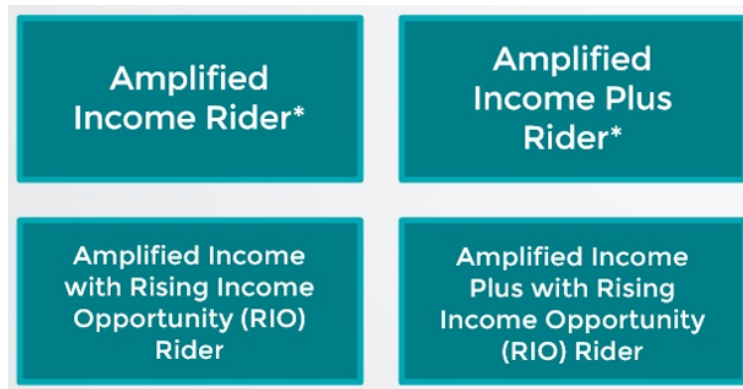 Amplified
Income Rider*
Amplified
Income Plus
Rider*
Amplified Income
with Rising Income
Opportunity (RIO)
Rider
Amplified Income
Plus with Rising
Income Opportunity
(RIO) Rider